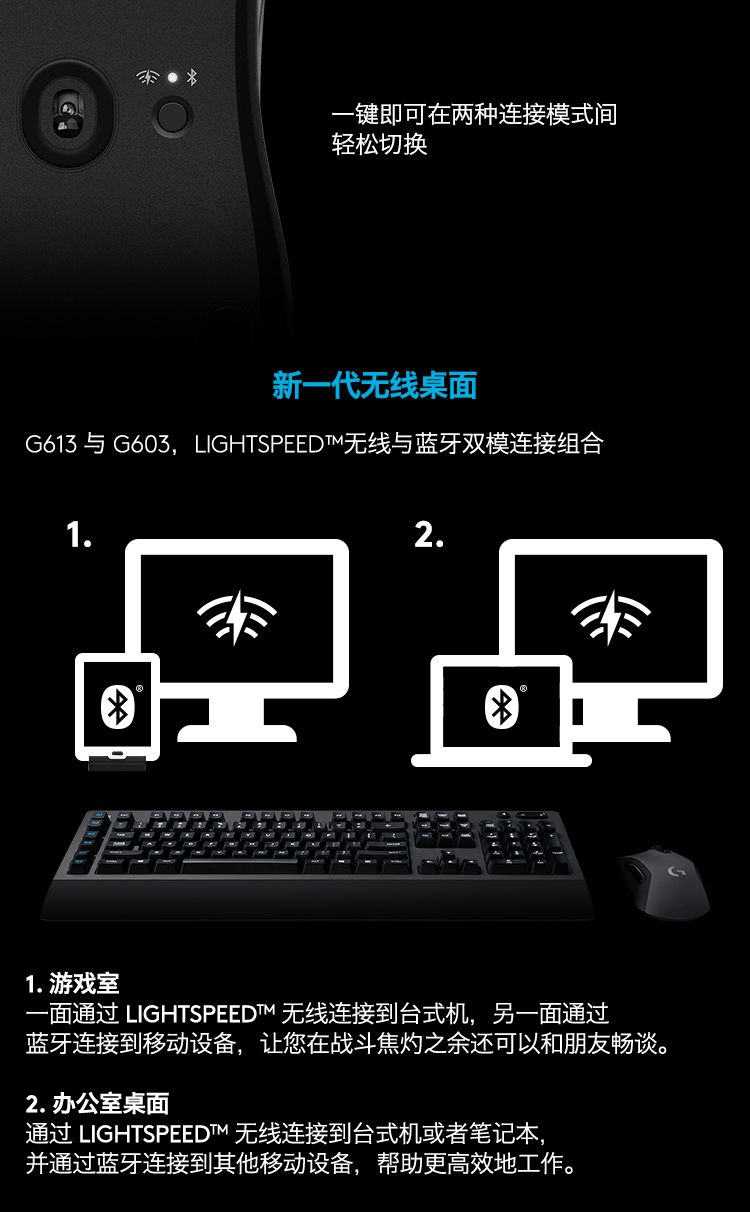 一键即可在两种连接模式间
轻松切换
新一代无线桌面
G613 与 G603，LIGHTSPEED™无线与蓝牙双模连接组合
1.
2.
®
®
1. 游戏室
一面通过 LIGHTSPEED™ 无线连接到台式机，另一面通过
蓝牙连接到移动设备，让您在战斗焦灼之余还可以和朋友畅谈。
2. 办公室桌面
通过 LIGHTSPEED™ 无线连接到台式机或者笔记本，
并通过蓝牙连接到其他移动设备，帮助更高效地工作。